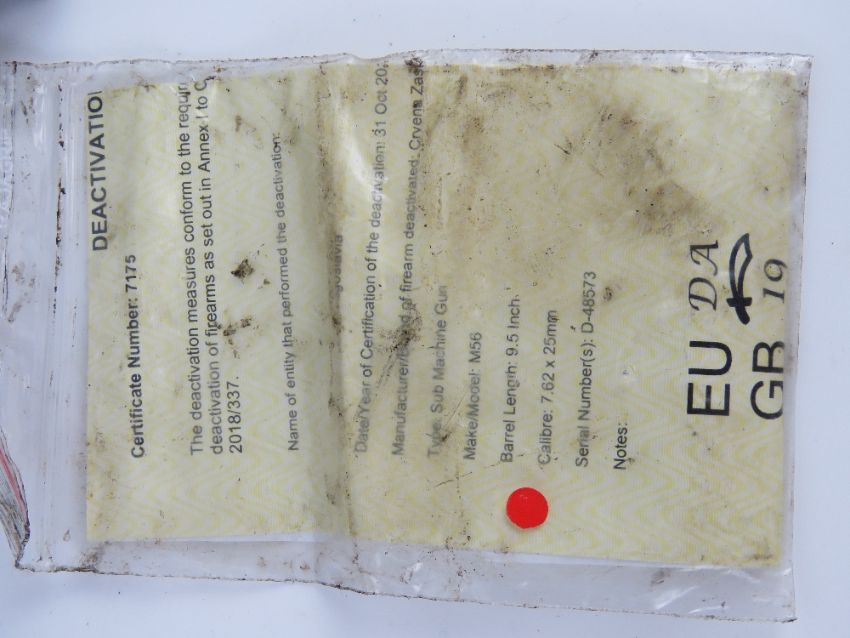 DEACTIVATIO
Certificate Number: 7175
The deactivation measures conform to the requir
deactivation of firearms as set out in Annex I to C
2018/337.
Name of entity that performed the deactivation:
Date/Year of Certification of the deactivation: 31 Oct 20
Manufacturer/Brand of firearm deactivated: Crvena Zas
Type: Sub Machine Gun
Make/Model: M56
Barrel Length: 9.5 Inch.
Calibre: 7.62 x 25mm
Serial Number(s): D-48573
Notes:
EU DA
GB 19